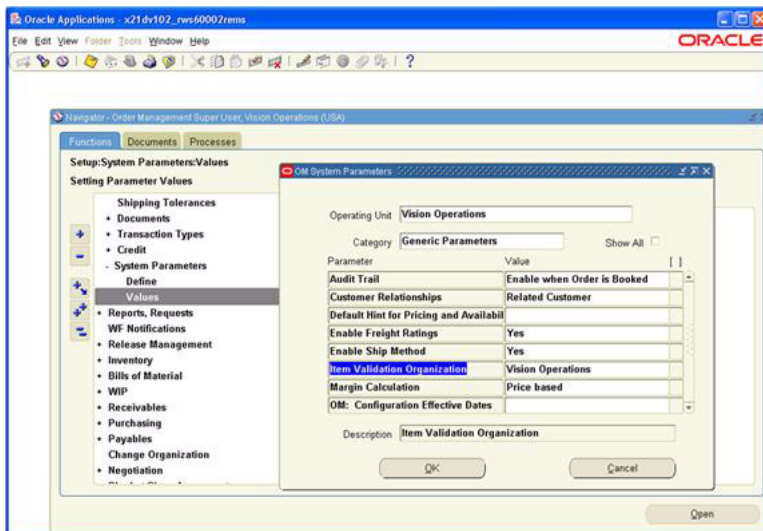 Oracle Applications - x21dv102_rws60002rems
File Edit View Folder Tools Window Help
ORACLE
Navigator - Order Management Super User, Vision Operations (USA)
Functions Documents Processes
Setup:System Parameters:Values
Setting Parameter Values
Shipping Tolerances
+ Documents
+ Transaction Types
+ Credit
- System Parameters
Define
Values
+ Reports, Requests
WF Notifications
+ Release Management
+ Inventory
+ Bills of Material
+ WIP
+ Receivables
+ Purchasing
+ Payables
Change Organization
+ Negotiation
OM System Parameters
Operating Unit Vision Operations
Category Generic Parameters Show All
Parameter Value [ ]
Audit Trail Enable when Order is Booked
Customer Relationships Related Customer
Default Hint for Pricing and Availabil
Enable Freight Ratings Yes
Enable Ship Method Yes
Item Validation Organization Vision Operations
Margin Calculation Price based
OM: Configuration Effective Dates
Description Item Validation Organization
OK Cancel
Open